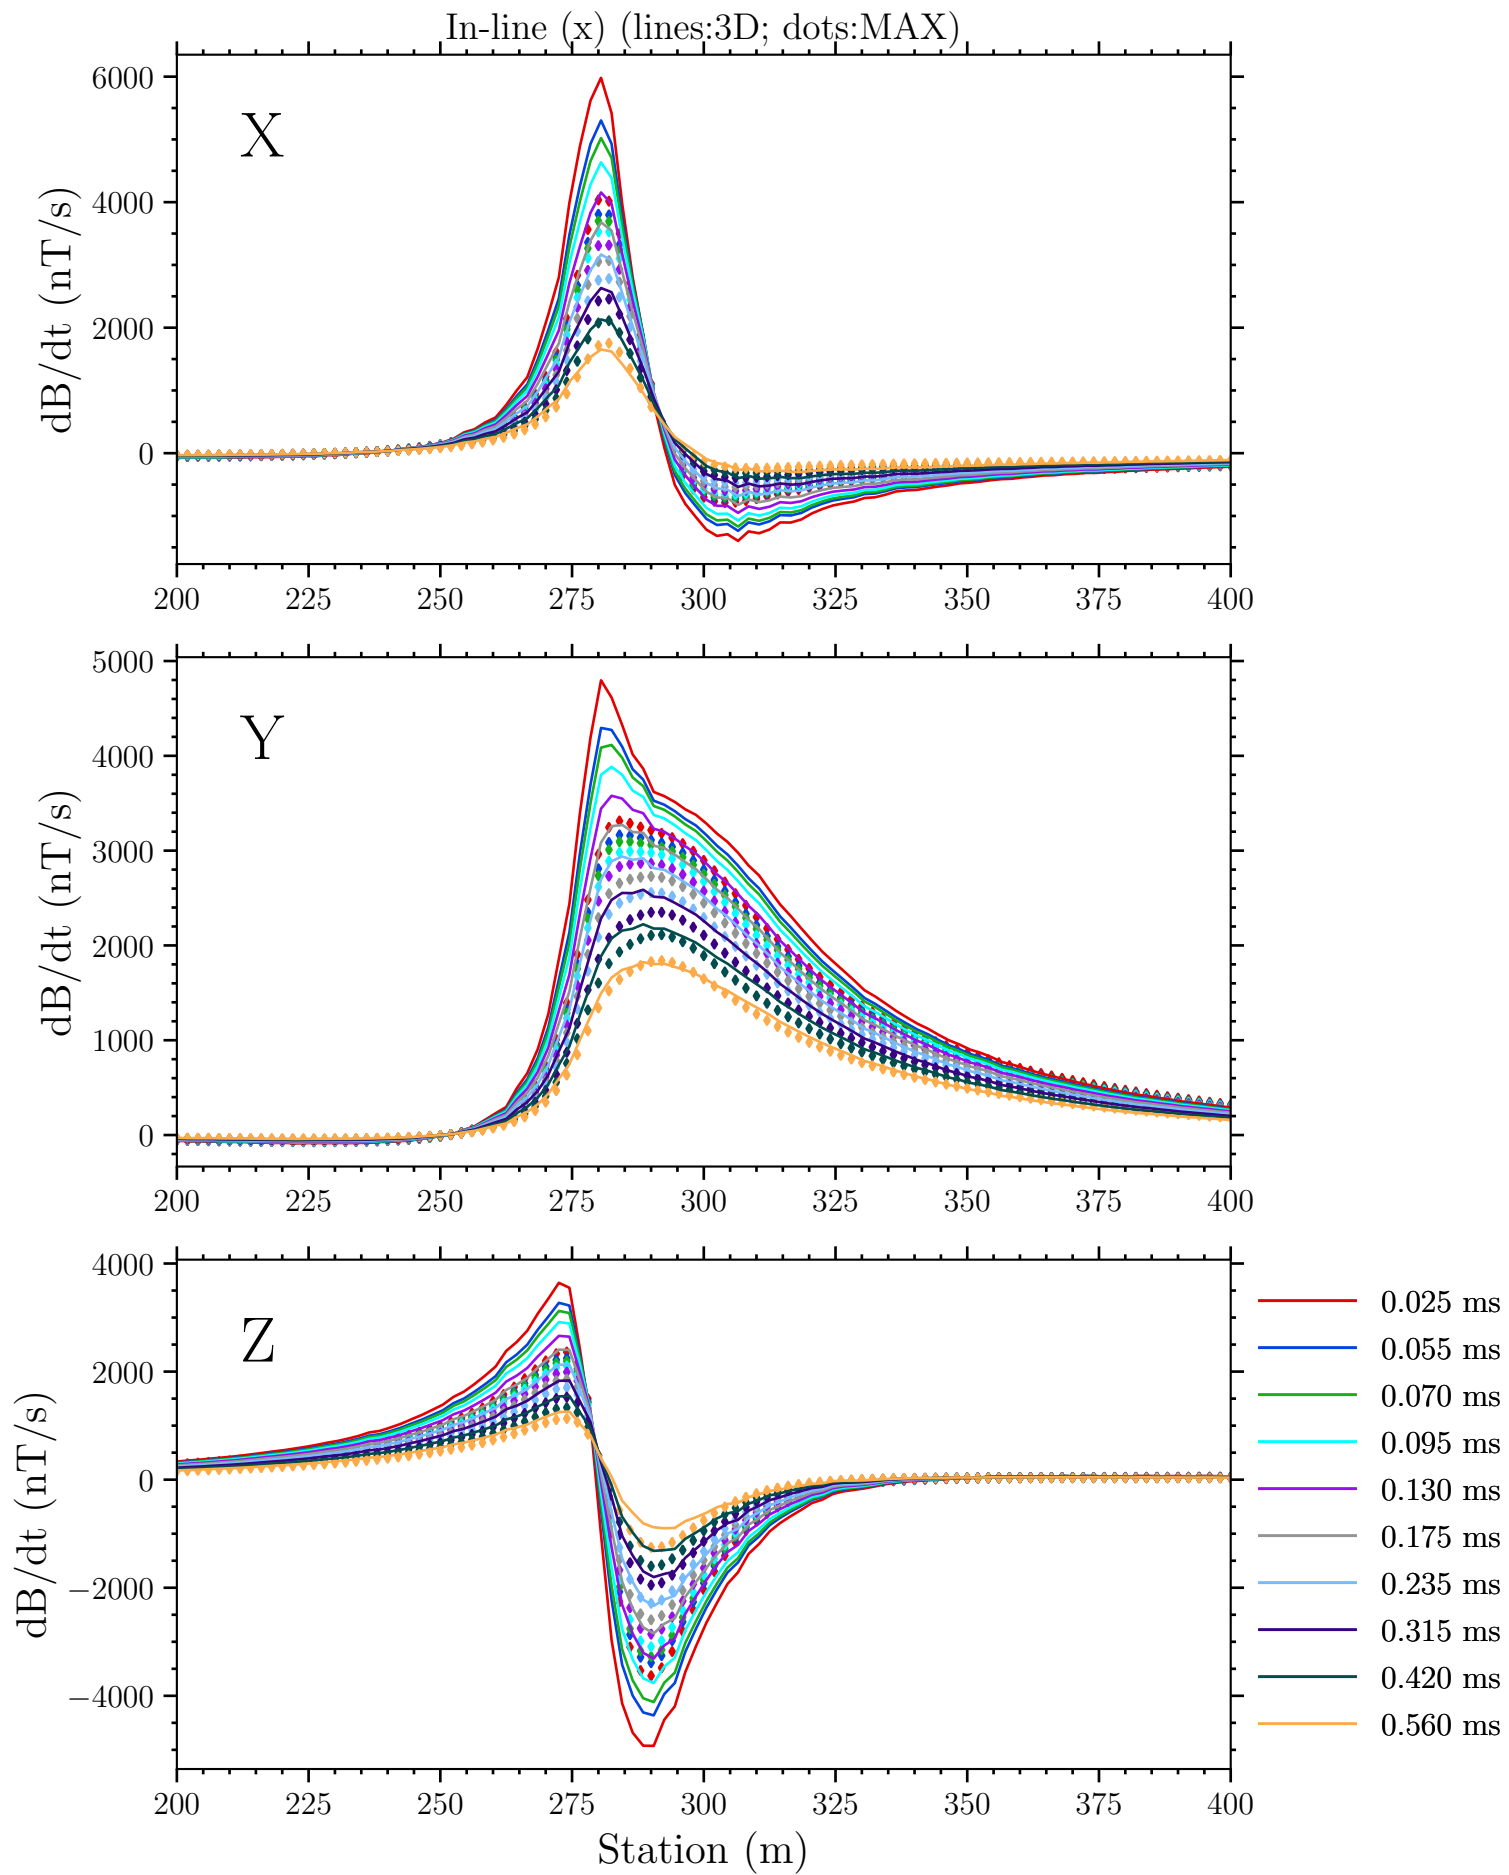 In-line (x) (lines:3D; dots:MAX)
X
dB/dt (nT/s)
6000
4000
2000
0
200 225 250 275 300 325 350 375 400
Y
dB/dt (nT/s)
5000
4000
3000
2000
1000
0
200 225 250 275 300 325 350 375 400
Z
dB/dt (nT/s)
4000
2000
0
−2000
−4000
200 225 250 275 300 325 350 375 400
Station (m)
0.025 ms
0.055 ms
0.070 ms
0.095 ms
0.130 ms
0.175 ms
0.235 ms
0.315 ms
0.420 ms
0.560 ms